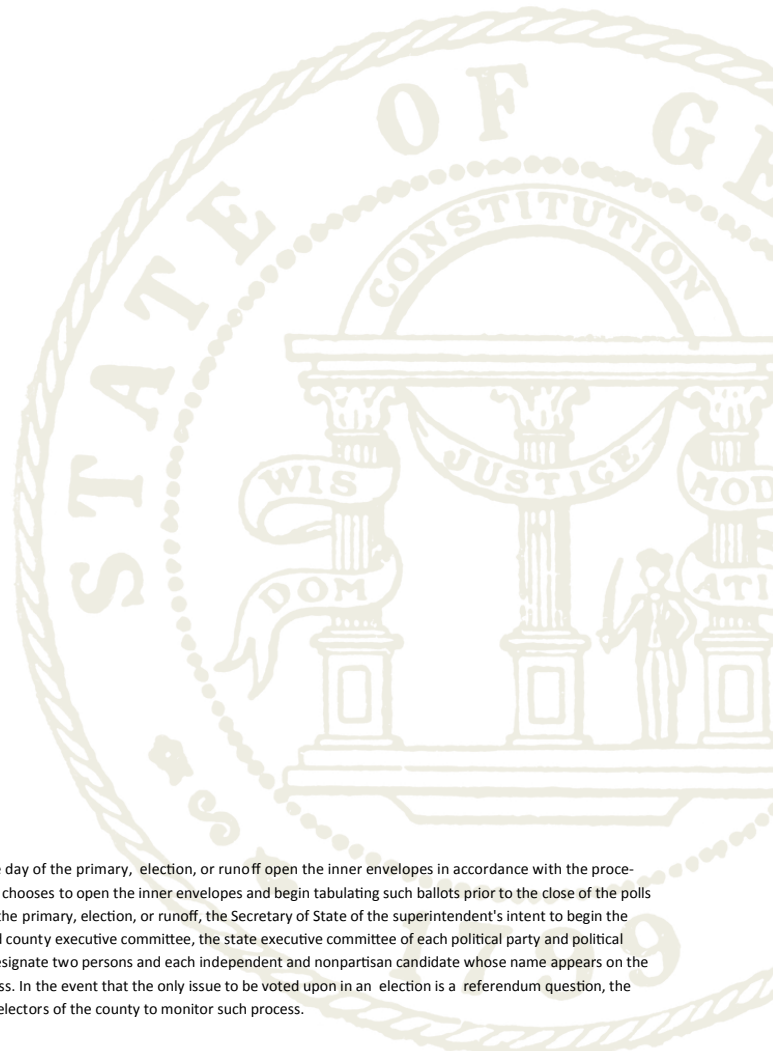 STATE OF GE
CONSTITUTION
WIS
JUSTICE
MOD
DOM
ATI
1739
day of the primary, election, or runoff open the inner envelopes in accordance with the proce-
chooses to open the inner envelopes and begin tabulating such ballots prior to the close of the polls
the primary, election, or runoff, the Secretary of State of the superintendent's intent to begin the
county executive committee, the state executive committee of each political party and political
esignate two persons and each independent and nonpartisan candidate whose name appears on the
ss. In the event that the only issue to be voted upon in an election is a referendum question, the
electors of the county to monitor such process.